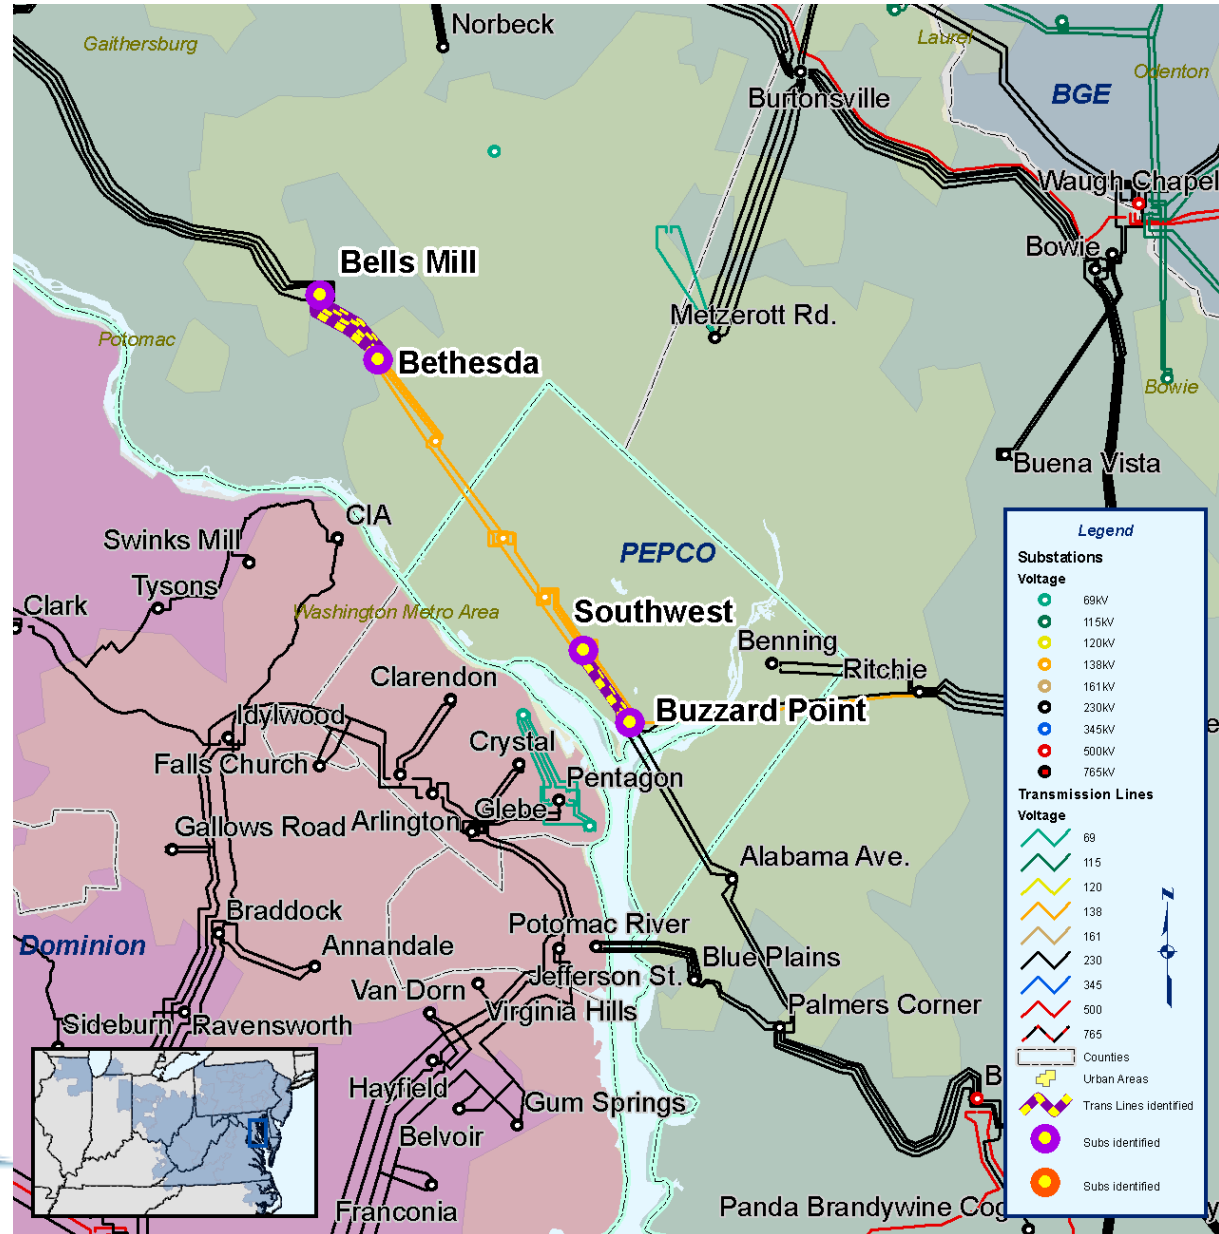 Norbeck
Gaithersburg
Laurel
Odenton
BGE
Burtonsville
Waugh Chapel
Bowie
Bells Mill
Metzerott Rd.
Potomac
Bethesda
Bowie
Buena Vista
CIA
Swinks Mill
PEPCO
Tysons
Clark
Washington Metro Area
Southwest
Benning
Ritchie
Clarendon
Idylwood
Buzzard Point
Crystal
Falls Church
Pentagon
Glebe
Gallows Road
Arlington
Alabama Ave.
Braddock
Potomac River
Dominion
Annandale
Blue Plains
Jefferson St.
Van Dorn
Virginia Hills
Palmers Corner
Sideburn
Ravensworth
Hayfield
Gum Springs
Belvoir
B
Franconia
Panda Brandywine Cog
y
e
Legend
Substations
Voltage
69kV
115kV
120kV
138kV
161kV
230kV
345kV
500kV
765kV
Transmission Lines
Voltage
69
115
120
138
161
230
345
500
765
N
Counties
Urban Areas
Trans Lines identified
Subs identified
Subs identified